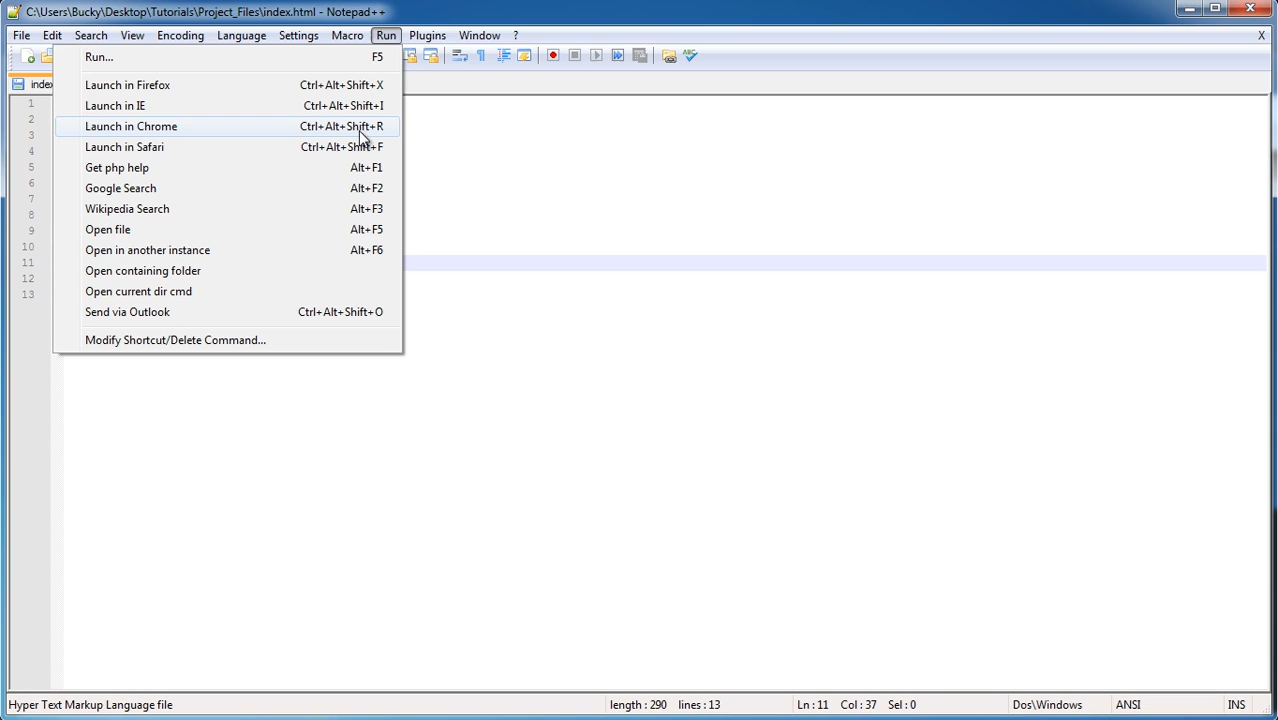 C:\Users\Bucky\Desktop\Tutorials\Project_Files\index.html - Notepad++
File Edit Search View Encoding Language Settings Macro Run Plugins Window ? X
Run... F5
index
Launch in Firefox Ctrl+Alt+Shift+X
Launch in IE Ctrl+Alt+Shift+I
Launch in Chrome Ctrl+Alt+Shift+R
Launch in Safari Ctrl+Alt+Shift+F
Get php help Alt+F1
Google Search Alt+F2
Wikipedia Search Alt+F3
Open file Alt+F5
Open in another instance Alt+F6
Open containing folder
Open current dir cmd
Send via Outlook Ctrl+Alt+Shift+O
Modify Shortcut/Delete Command...
1
2
3
4
5
6
7
8
9
10
11
12
13
Hyper Text Markup Language file length : 290 lines : 13 Ln : 11 Col : 37 Sel : 0 Dos\Windows ANSI INS